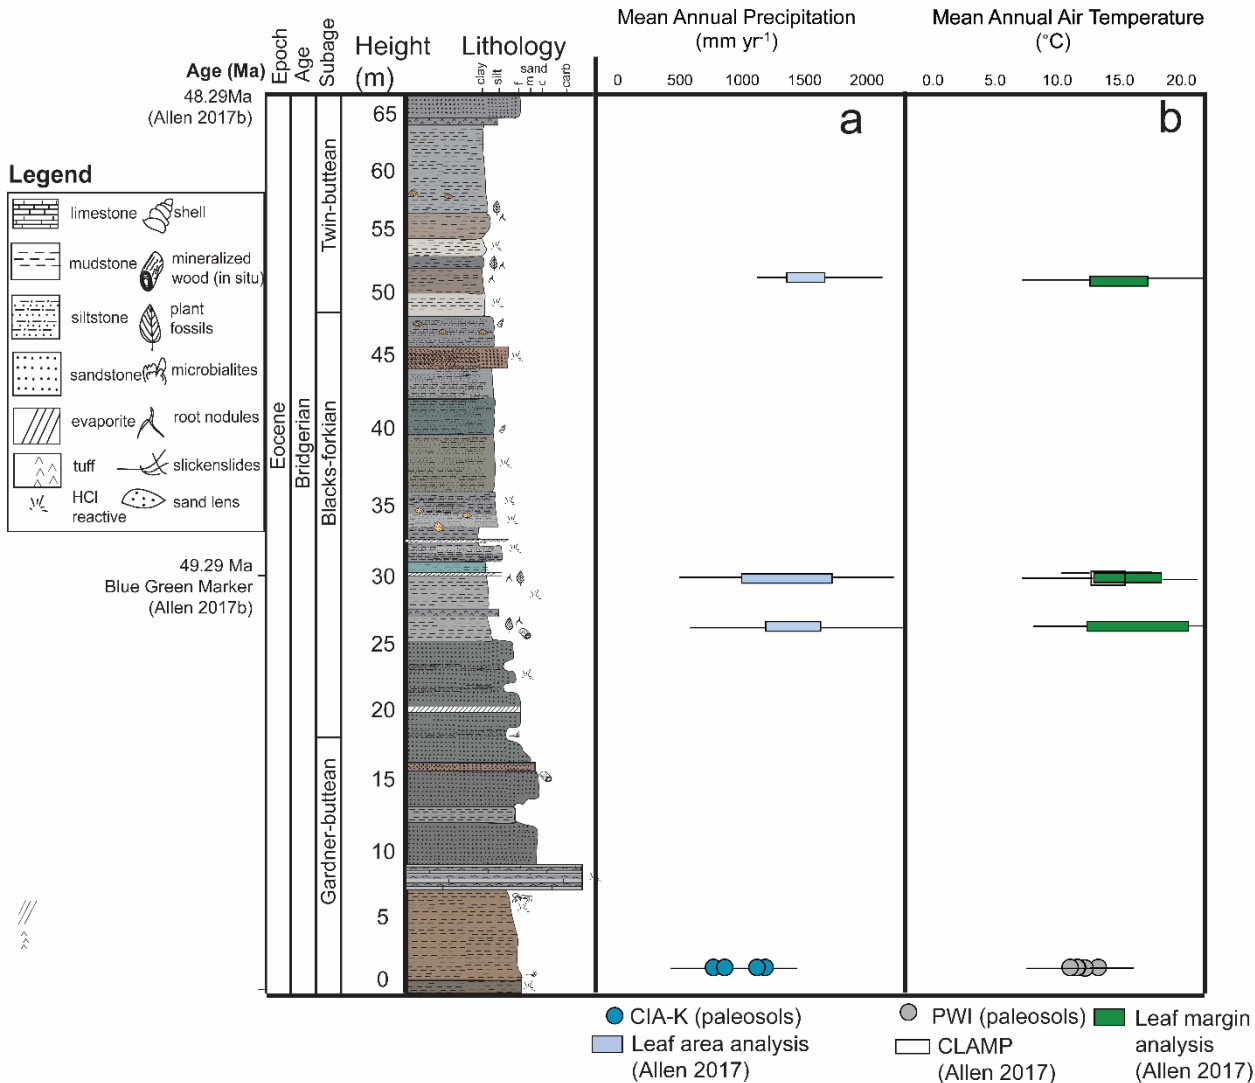 Mean Annual Precipitation
(mm yr⁻¹)
Mean Annual Air Temperature
(°C)
Age (Ma)
Epoch
Age
Subage
Height
(m)
Lithology
clay
silt
sand
f
m
c
carb
0 500 1000 1500 2000
0.0 5.0 10.0 15.0 20.0
48.29Ma
(Allen 2017b)
a
b
65
60
55
50
45
40
35
30
25
20
15
10
5
0
Legend
limestone
shell
mudstone
mineralized
wood (in situ)
siltstone
plant
fossils
sandstone
microbialites
evaporite
root nodules
tuff
slickenslides
HCl
reactive
sand lens
Eocene
Bridgerian
Twin-buttean
Blacks-forkian
Gardner-buttean
49.29 Ma
Blue Green Marker
(Allen 2017b)
CIA-K (paleosols)
Leaf area analysis
(Allen 2017)
PWI (paleosols)
CLAMP
(Allen 2017)
Leaf margin
analysis
(Allen 2017)